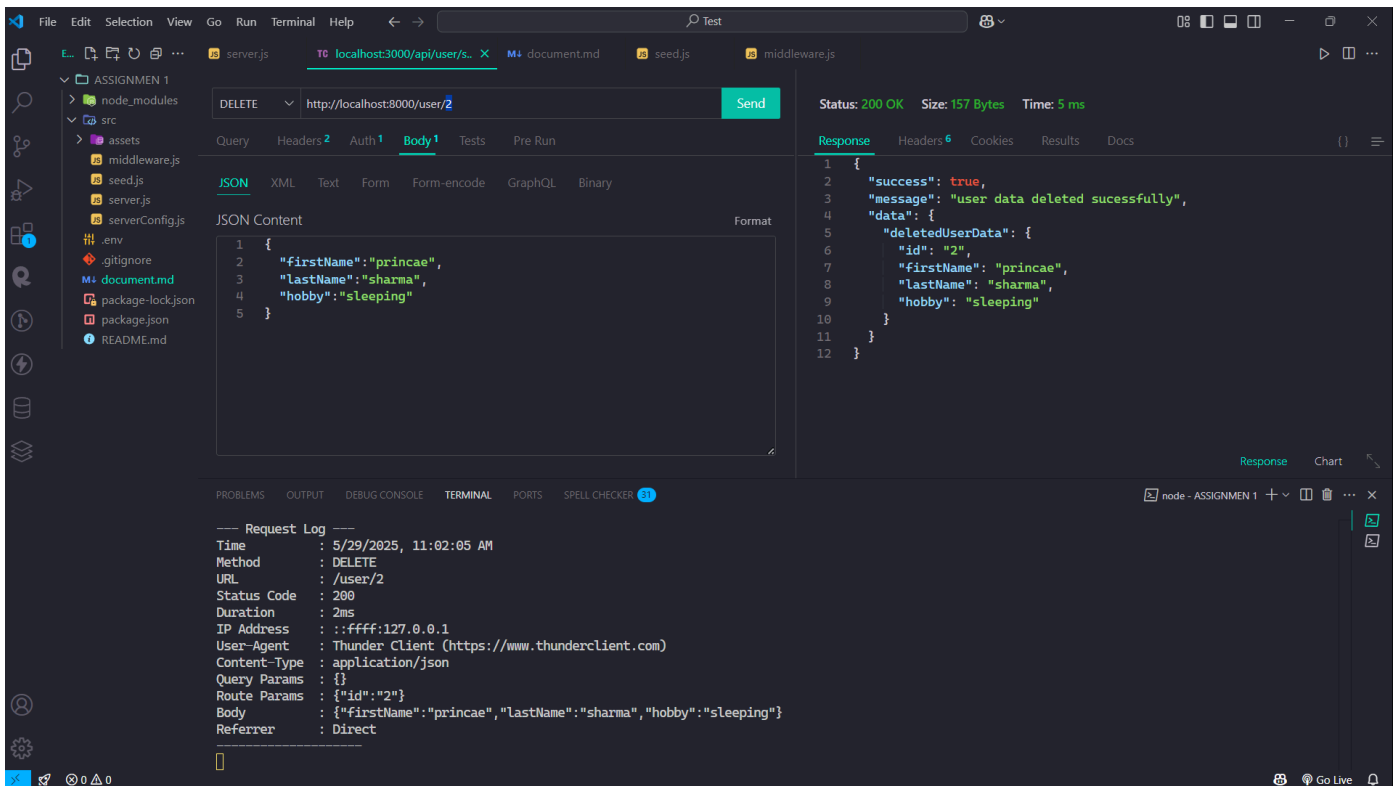 File Edit Selection View Go Run Terminal Help
Test
E...
server.js
TC localhost:3000/api/user/s..
M↓ document.md
JS seed.js
JS middleware.js
ASSIGNMEN 1
node_modules
src
assets
JS middleware.js
JS seed.js
JS server.js
JS serverConfig.js
.env
.gitignore
M↓ document.md
package-lock.json
package.json
README.md
1
DELETE
http://localhost:8000/user/2
Send
Query Headers 2 Auth 1 Body 1 Tests Pre Run
JSON XML Text Form Form-encode GraphQL Binary
JSON Content
Format
1 {
2 "firstName":"princae",
3 "lastName":"sharma",
4 "hobby":"sleeping"
5 }
Status: 200 OK Size: 157 Bytes Time: 5 ms
Response Headers 6 Cookies Results Docs { }
1 {
2 "success": true,
3 "message": "user data deleted sucessfully",
4 "data": {
5 "deletedUserData": {
6 "id": "2",
7 "firstName": "princae",
8 "lastName": "sharma",
9 "hobby": "sleeping"
10 }
11 }
12 }
Response Chart
PROBLEMS OUTPUT DEBUG CONSOLE TERMINAL PORTS SPELL CHECKER 31
node - ASSIGNMEN 1
--- Request Log ---
Time : 5/29/2025, 11:02:05 AM
Method : DELETE
URL : /user/2
Status Code : 200
Duration : 2ms
IP Address : ::ffff:127.0.0.1
User-Agent : Thunder Client (https://www.thunderclient.com)
Content-Type : application/json
Query Params : {}
Route Params : {"id":"2"}
Body : {"firstName":"princae","lastName":"sharma","hobby":"sleeping"}
Referrer : Direct
---------------------
0 0
Go Live